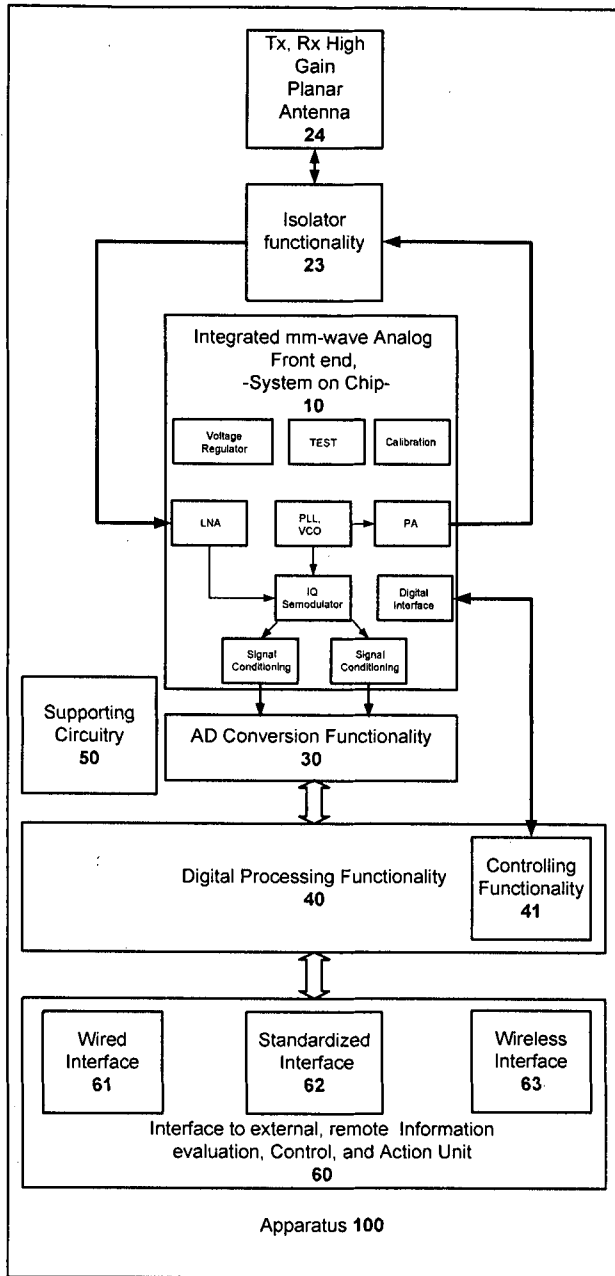 Tx, Rx High
Gain
Planar
Antenna
24
Isolator
functionality
23
Integrated mm-wave Analog
Front end,
-System on Chip-
10
Voltage
Regulator
TEST
Calibration
LNA
PLL,
VCO
PA
IQ
Semodulator
Digital
Interface
Signal
Conditioning
Signal
Conditioning
Supporting
Circuitry
50
AD Conversion Functionality
30
Digital Processing Functionality
40
Controlling
Functionality
41
Wired
Interface
61
Standardized
Interface
62
Wireless
Interface
63
Interface to external, remote Information
evaluation, Control, and Action Unit
60
Apparatus 100